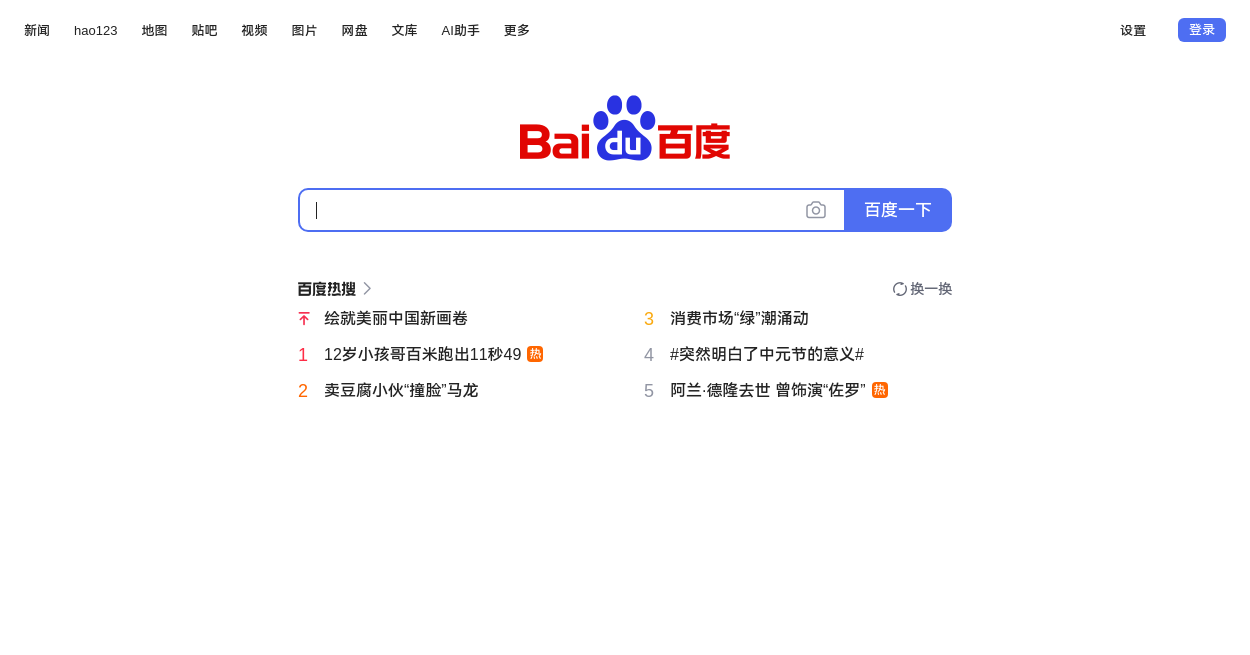 新闻 hao123 地图 贴吧 视频 图片 网盘 文库 AI助手 更多 设置 登录
Bai du 百度
百度一下
百度热搜 换一换
绘就美丽中国新画卷
1 12岁小孩哥百米跑出11秒49 热
2 卖豆腐小伙“撞脸”马龙
3 消费市场“绿”潮涌动
4 #突然明白了中元节的意义#
5 阿兰·德隆去世 曾饰演“佐罗” 热